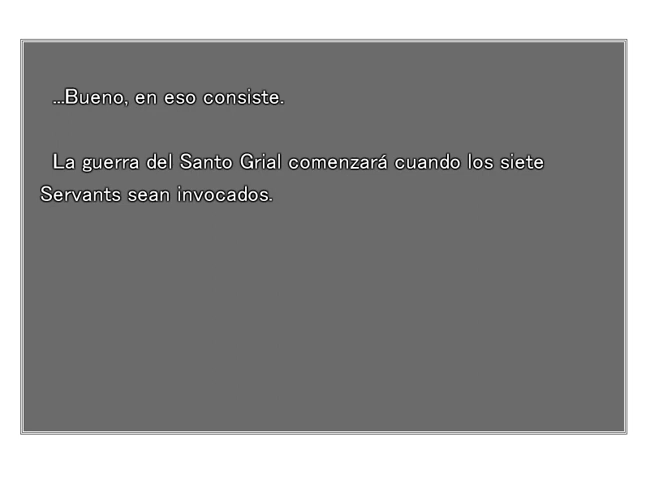 ...Bueno, en eso consiste.
La guerra del Santo Grial comenzará cuando los siete
Servants sean invocados.